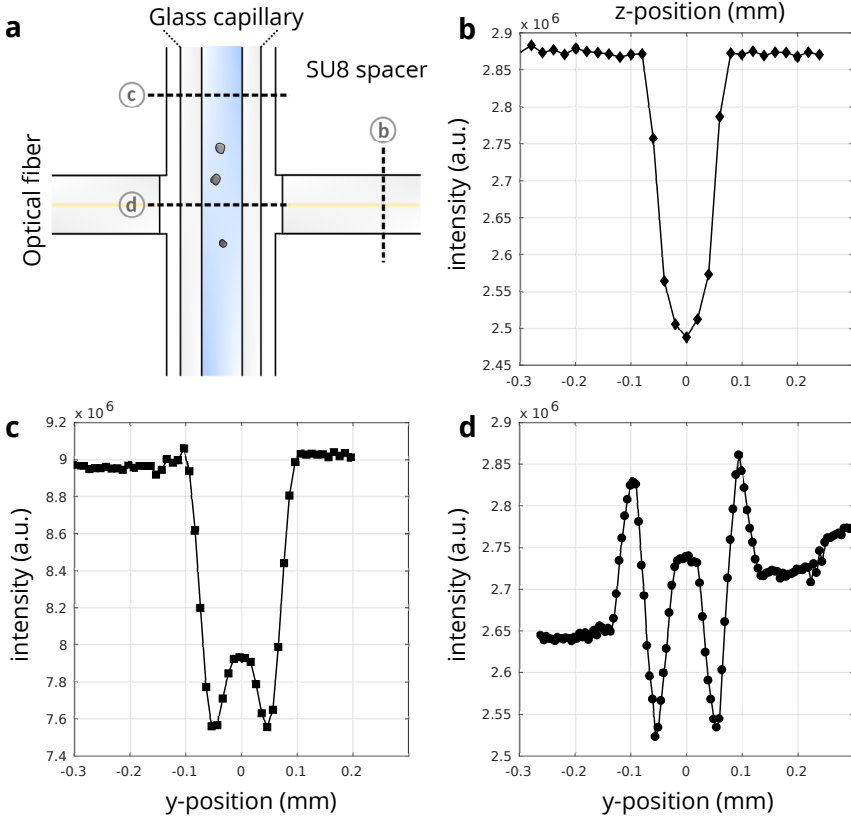 a
Glass capillary
SU8 spacer
c
b
d
Optical fiber
b
z-position (mm)
x 10 6
2.9
2.85
2.8
2.75
2.7
2.65
2.6
2.55
2.5
2.45
intensity (a.u.)
-0.3 -0.2 -0.1 0 0.1 0.2
c
x 10 6
9.2
9
8.8
8.6
8.4
8.2
8
7.8
7.6
7.4
intensity (a.u.)
-0.3 -0.2 -0.1 0 0.1 0.2
y-position (mm)
d
x 10 6
2.9
2.85
2.8
2.75
2.7
2.65
2.6
2.55
2.5
intensity (a.u.)
-0.3 -0.2 -0.1 0 0.1 0.2
y-position (mm)